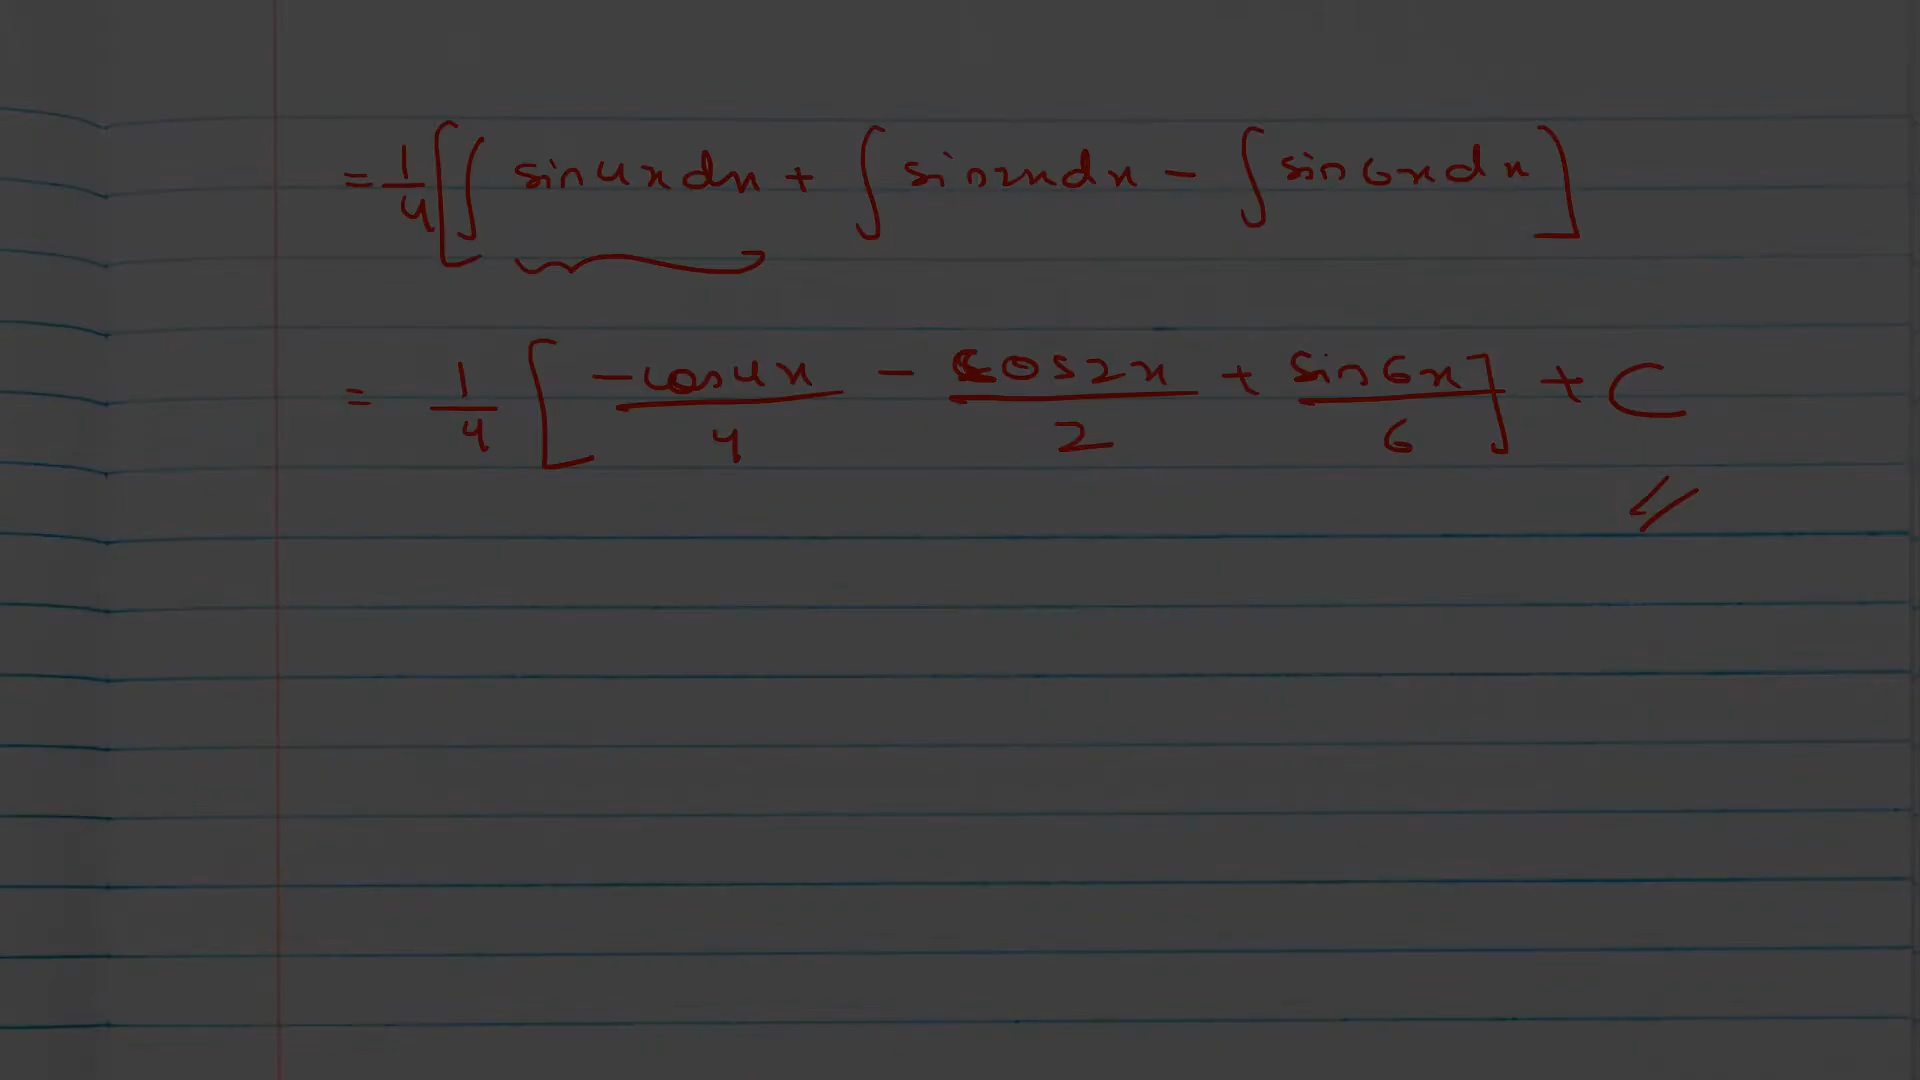 = 1/4 [ ∫ sin4x dx + ∫ sin2x dx - ∫ sin6x dx ]
= 1/4 [ -cos4x/4 - cos2x/2 + sin6x/6 ] + C